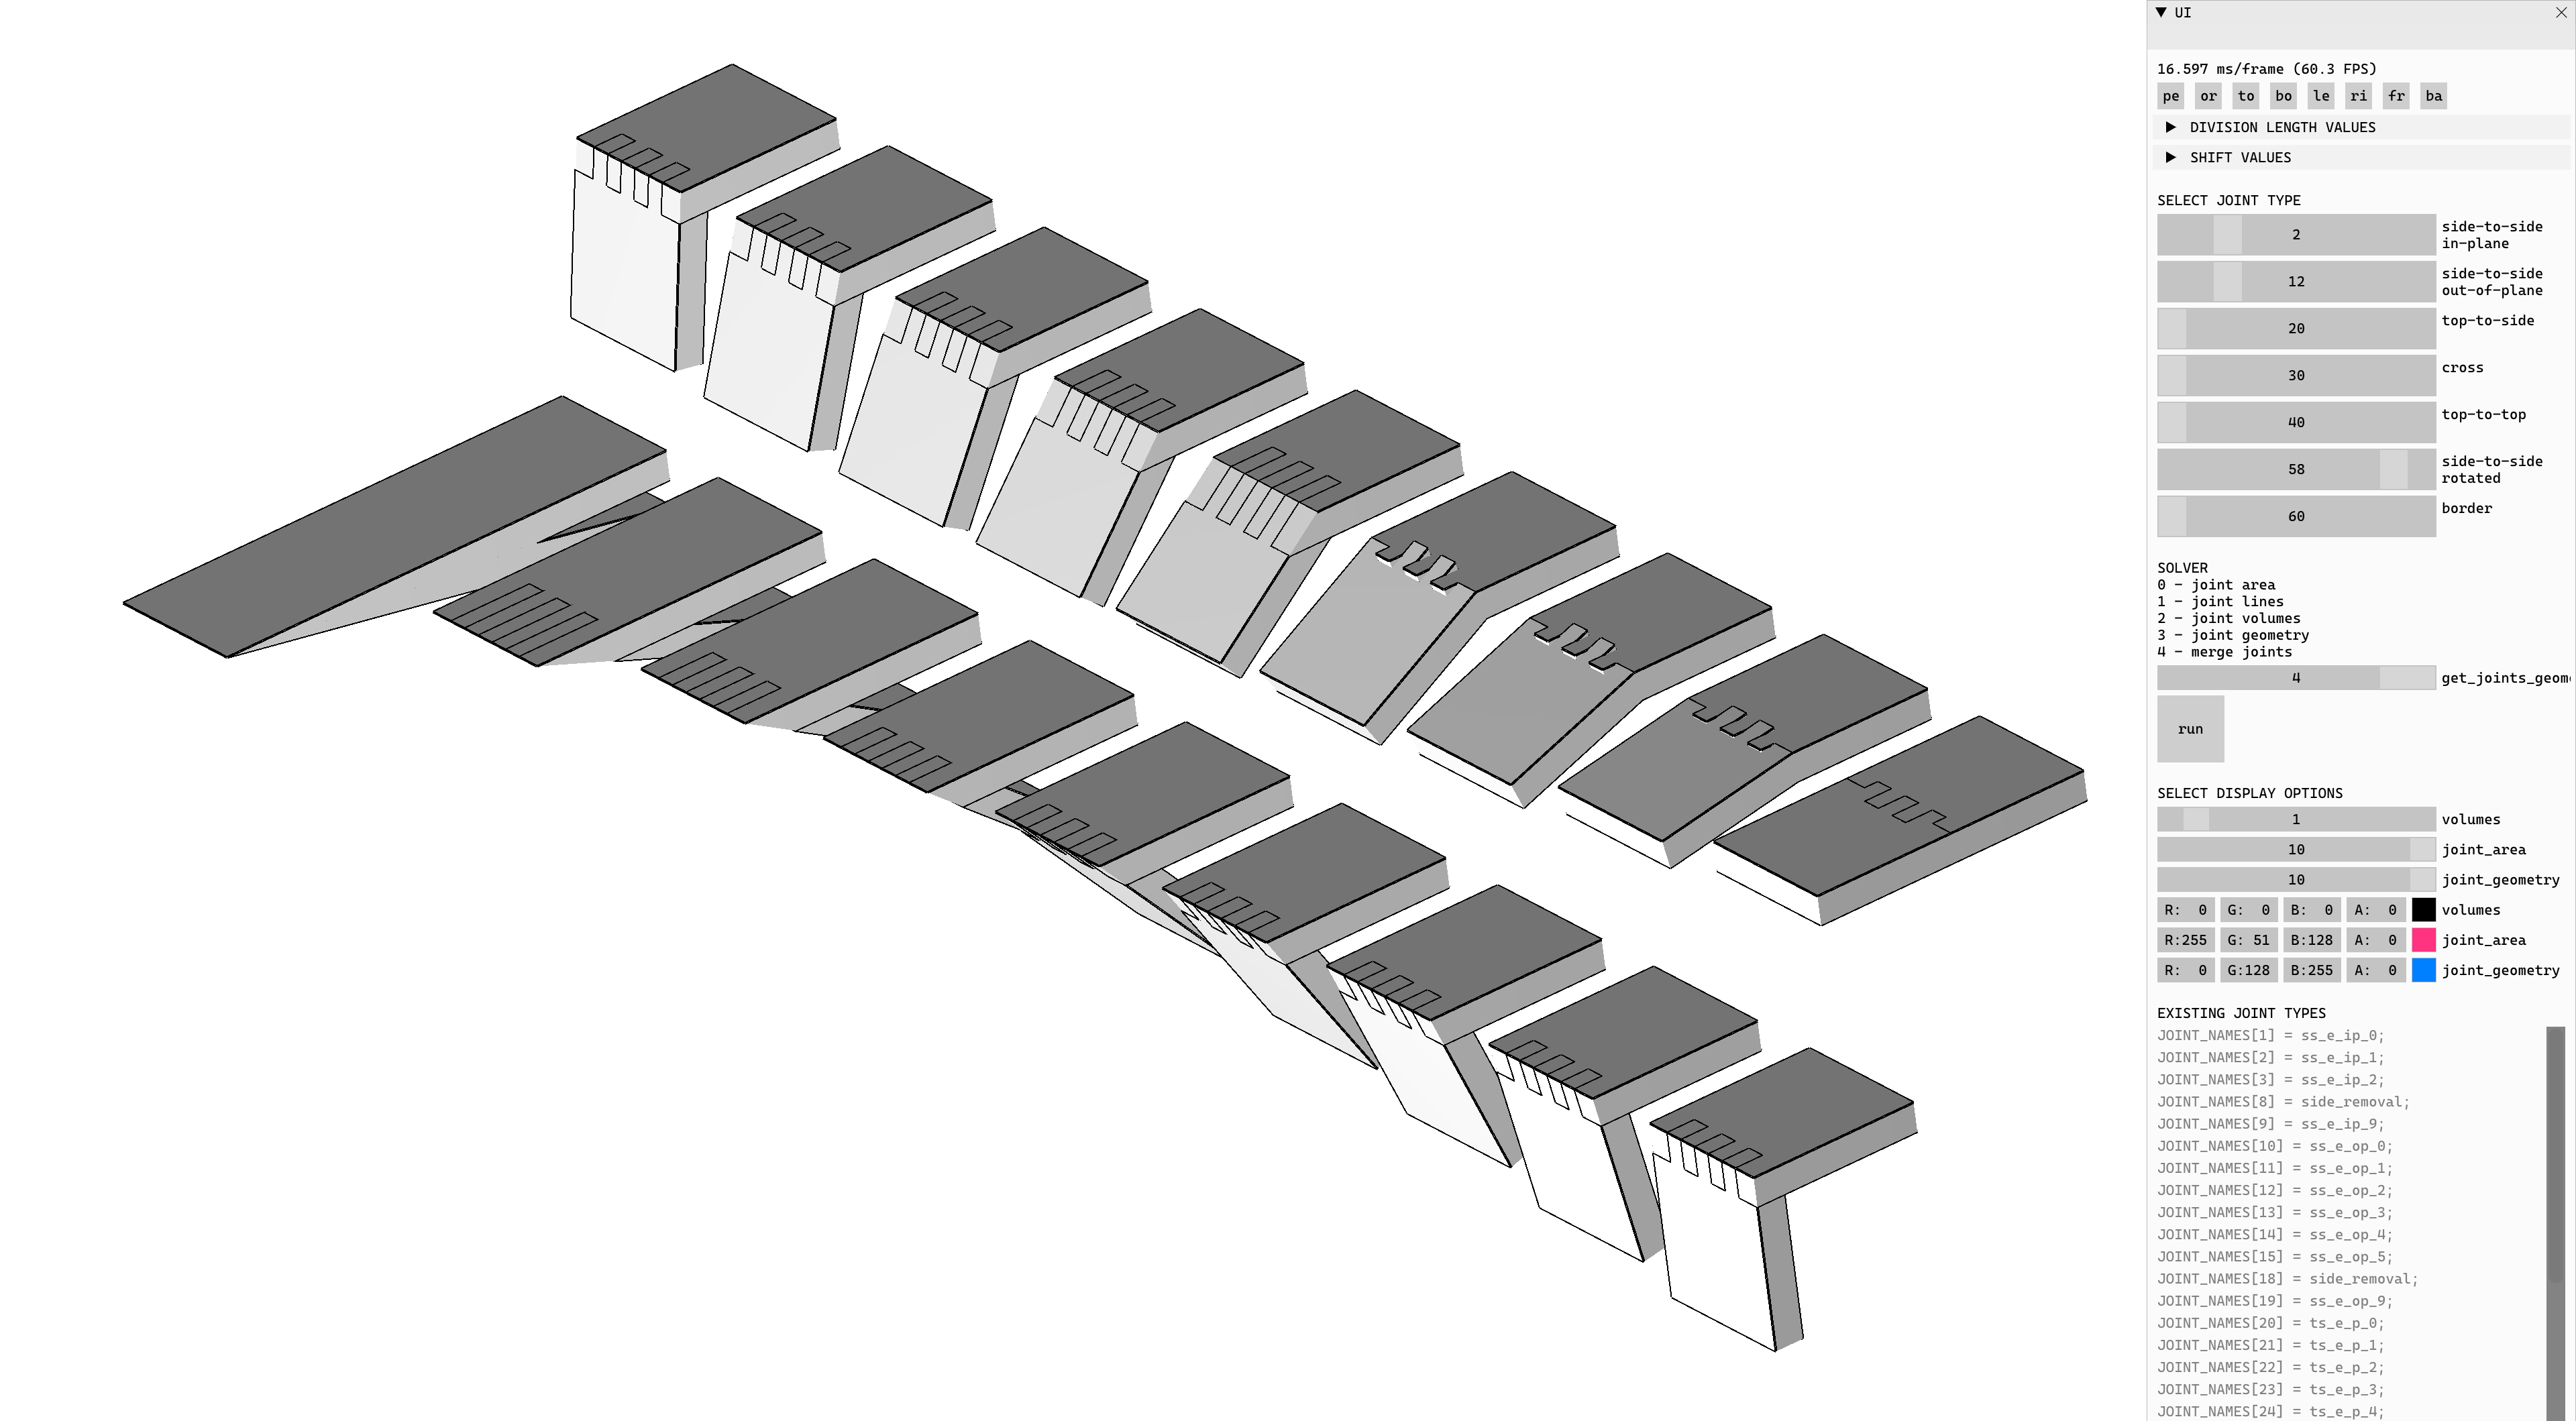 UI
16.597 ms/frame (60.3 FPS)
pe or to bo le ri fr ba
DIVISION LENGTH VALUES
SHIFT VALUES
SELECT JOINT TYPE
2 side-to-side in-plane
12 side-to-side out-of-plane
20 top-to-side
30 cross
40 top-to-top
58 side-to-side rotated
60 border
SOLVER
0 - joint area
1 - joint lines
2 - joint volumes
3 - joint geometry
4 - merge joints
4 get_joints_geom
run
SELECT DISPLAY OPTIONS
1 volumes
10 joint_area
10 joint_geometry
R: 0 G: 0 B: 0 A: 0 volumes
R:255 G: 51 B:128 A: 0 joint_area
R: 0 G:128 B:255 A: 0 joint_geometry
EXISTING JOINT TYPES
JOINT_NAMES[1] = ss_e_ip_0;
JOINT_NAMES[2] = ss_e_ip_1;
JOINT_NAMES[3] = ss_e_ip_2;
JOINT_NAMES[8] = side_removal;
JOINT_NAMES[9] = ss_e_ip_9;
JOINT_NAMES[10] = ss_e_op_0;
JOINT_NAMES[11] = ss_e_op_1;
JOINT_NAMES[12] = ss_e_op_2;
JOINT_NAMES[13] = ss_e_op_3;
JOINT_NAMES[14] = ss_e_op_4;
JOINT_NAMES[15] = ss_e_op_5;
JOINT_NAMES[18] = side_removal;
JOINT_NAMES[19] = ss_e_op_9;
JOINT_NAMES[20] = ts_e_p_0;
JOINT_NAMES[21] = ts_e_p_1;
JOINT_NAMES[22] = ts_e_p_2;
JOINT_NAMES[23] = ts_e_p_3;
JOINT_NAMES[24] = ts_e_p_4;